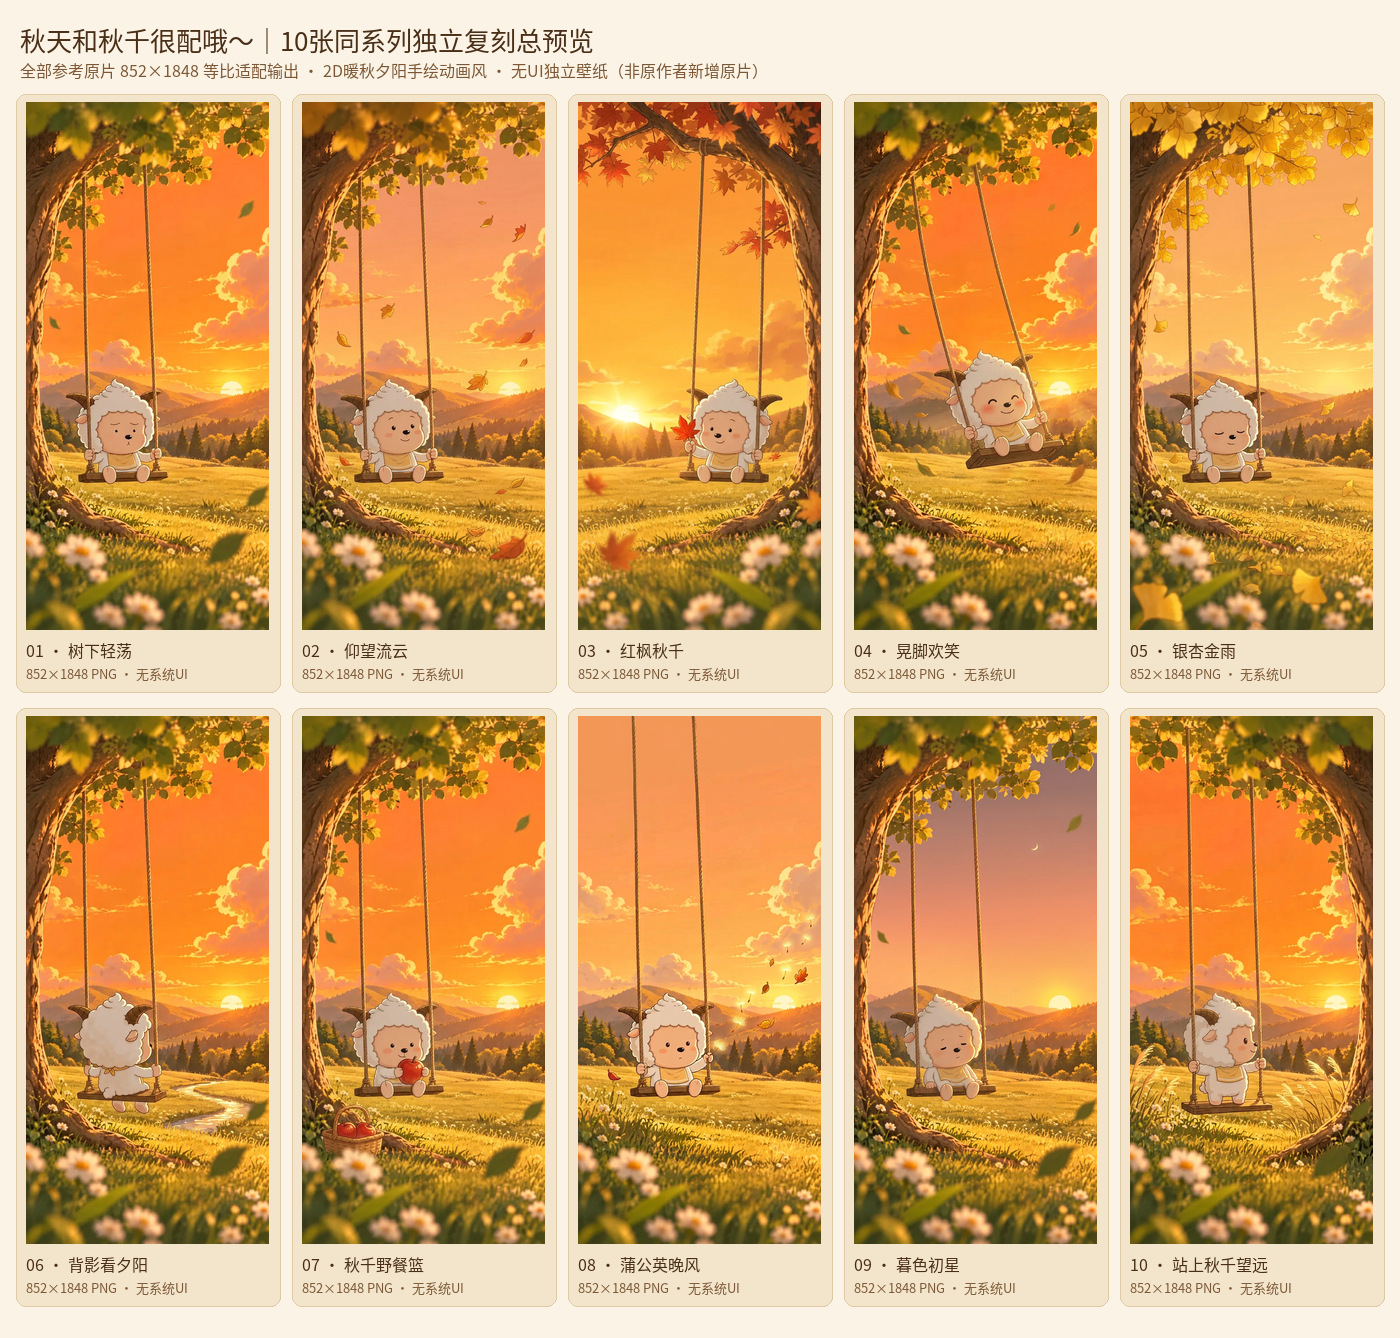 秋天和秋千很配哦～｜10张同系列独立复刻总预览
全部参考原片 852×1848 等比适配输出 · 2D暖秋夕阳手绘动画风 · 无UI独立壁纸（非原作者新增原片）
01 · 树下轻荡
852×1848 PNG · 无系统UI
02 · 仰望流云
852×1848 PNG · 无系统UI
03 · 红枫秋千
852×1848 PNG · 无系统UI
04 · 晃脚欢笑
852×1848 PNG · 无系统UI
05 · 银杏金雨
852×1848 PNG · 无系统UI
06 · 背影看夕阳
852×1848 PNG · 无系统UI
07 · 秋千野餐篮
852×1848 PNG · 无系统UI
08 · 蒲公英晚风
852×1848 PNG · 无系统UI
09 · 暮色初星
852×1848 PNG · 无系统UI
10 · 站上秋千望远
852×1848 PNG · 无系统UI